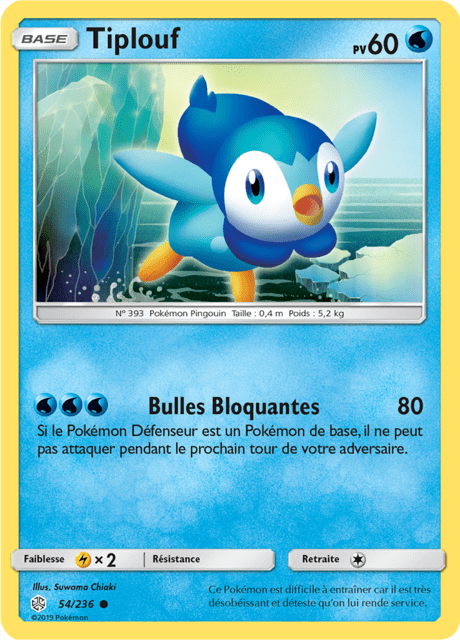 BASE Tiplouf PV60
N° 393 Pokémon Pingouin Taille : 0,4 m Poids : 5,2 kg
Bulles Bloquantes 80
Si le Pokémon Défenseur est un Pokémon de base, il ne peut
pas attaquer pendant le prochain tour de votre adversaire.
Faiblesse ×2 Résistance Retraite
Illus. Suwama Chiaki
54/236
©2019 Pokémon
Ce Pokémon est difficile à entraîner car il est très
désobéissant et déteste qu'on lui rende service.